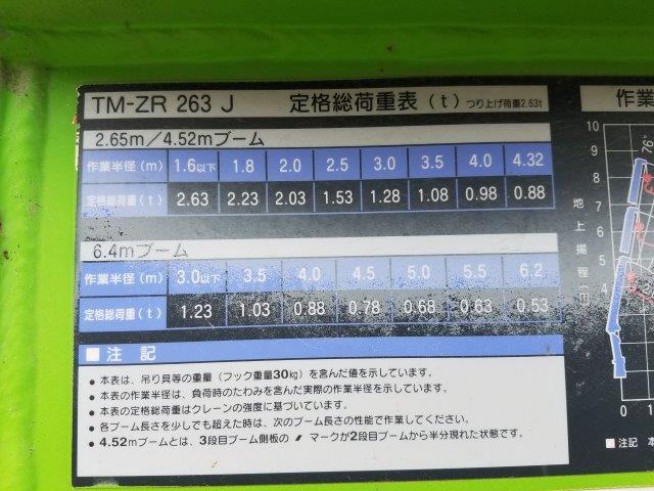 TM-ZR 263 J 定格総荷重表(t) つり上げ荷重2.63t
2.65m/4.52mブーム
作業半径(m) 1.6以下 1.8 2.0 2.5 3.0 3.5 4.0 4.32
定格総荷重(t) 2.63 2.23 2.03 1.53 1.28 1.08 0.98 0.88
6.4mブーム
作業半径(m) 3.0以下 3.5 4.0 4.5 5.0 5.5 6.2
定格総荷重(t) 1.23 1.03 0.88 0.78 0.68 0.63 0.53
■注記
●本表は、吊り具等の重量(フック重量30kg)を含んだ値を示しています。
●本表の作業半径は、負荷時のたわみを含んだ実際の作業半径を示しています。
●本表の定格総荷重はクレーンの強度に基づいています。
●各ブーム長さを少しでも超えた時は、次のブーム長さの性能で作業してください。
●4.52mブームとは、3段目ブーム側板の マークが2段目ブームから半分現れた状態です。
作業
10
9
8
7
6
5
4
地上揚程(m)
76°
0 1
■注記 本